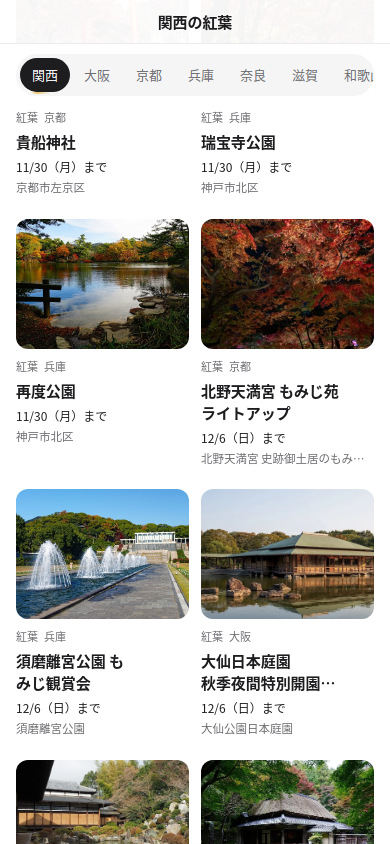 関西の紅葉
関西 大阪 京都 兵庫 奈良 滋賀 和歌山
紅葉 京都
貴船神社
11/30（月）まで
京都市左京区
紅葉 兵庫
瑞宝寺公園
11/30（月）まで
神戸市北区
紅葉 兵庫
再度公園
11/30（月）まで
神戸市北区
紅葉 京都
北野天満宮 もみじ苑
ライトアップ
12/6（日）まで
北野天満宮 史跡御土居のもみ…
紅葉 兵庫
須磨離宮公園 も
みじ観賞会
12/6（日）まで
須磨離宮公園
紅葉 大阪
大仙日本庭園
秋季夜間特別開園…
12/6（日）まで
大仙公園日本庭園